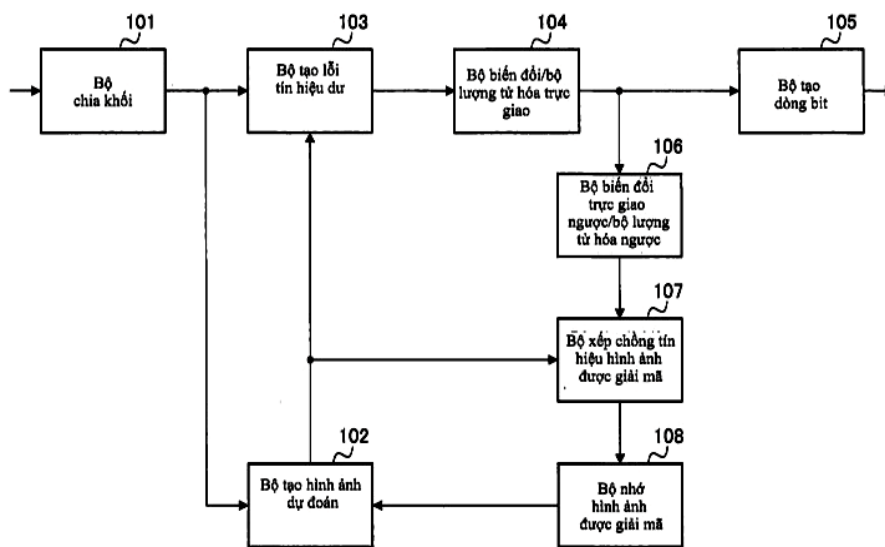 101
Bộ
chia khối
103
Bộ tạo lỗi
tín hiệu dư
104
Bộ biến đổi/bộ
lượng tử hóa trực
giao
105
Bộ tạo
dòng bit
106
Bộ biến đổi
trực giao
ngược/bộ lượng
tử hóa ngược
107
Bộ xếp chồng tín
hiệu hình ảnh
được giải mã
102
Bộ tạo hình ảnh
dự đoán
108
Bộ nhớ
hình ảnh
được giải mã